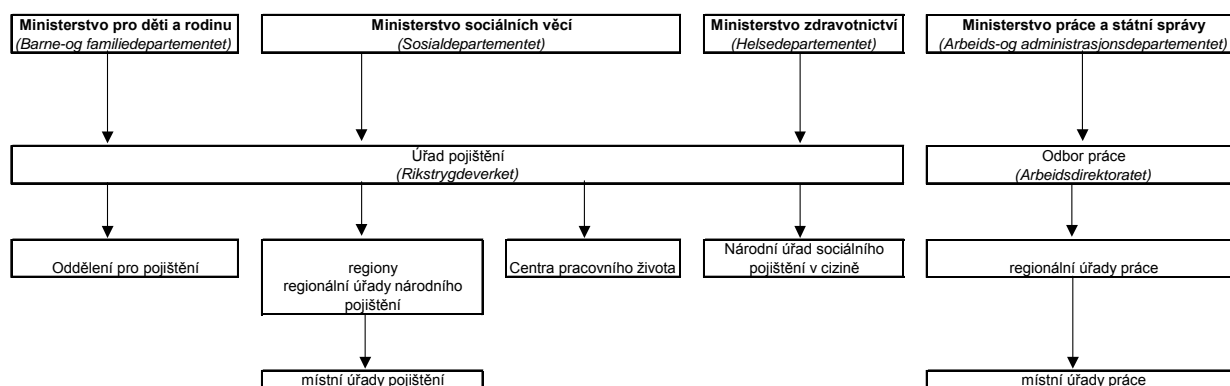 Ministerstvo pro děti a rodinu
(Barne-og familiedepartementet)
Ministerstvo sociálních věcí
(Sosialdepartementet)
Ministerstvo zdravotnictví
(Helsedepartementet)
Ministerstvo práce a státní správy
(Arbeids-og administrasjonsdepartementet)
Úřad pojištění
(Rikstrygdeverket)
Odbor práce
(Arbeidsdirektoratet)
Oddělení pro pojištění
regiony
regionální úřady národního
pojištění
Centra pracovního života
Národní úřad sociálního
pojištění v cizině
regionální úřady práce
místní úřady pojištění
místní úřady práce